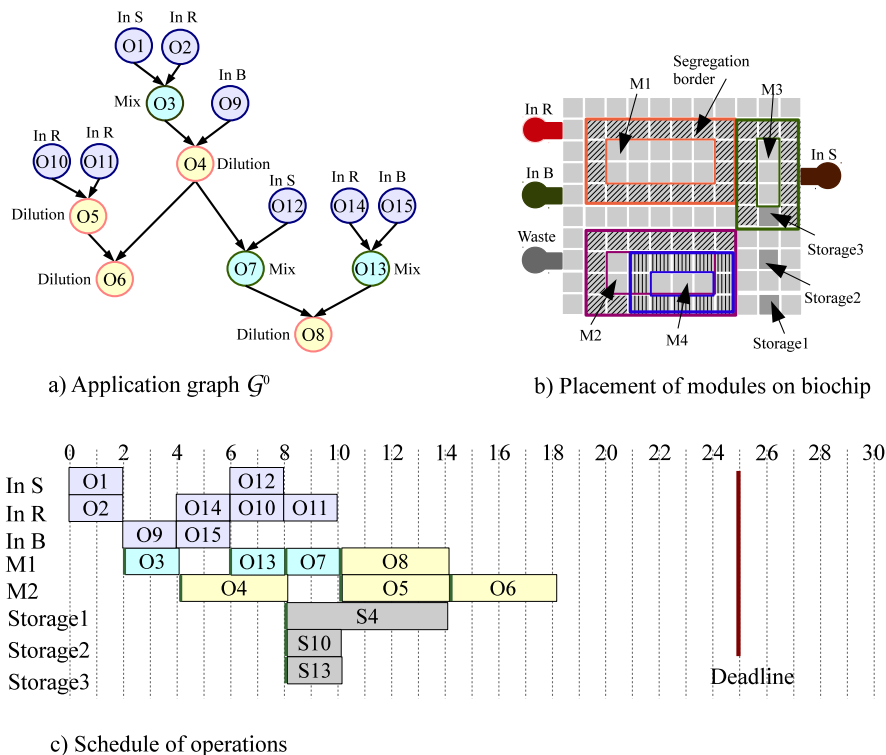 In S
In R
O1
O2
In B
Mix
O3
O9
In R
In R
O10
O11
O4
Dilution
In S
In R
In B
Dilution
O5
O12
O14
O15
Dilution
O6
O7
Mix
O13
Mix
Dilution
O8
a) Application graph G⁰
Segregation
border
M1
M3
In R
In B
In S
Waste
Storage3
Storage2
M2
M4
Storage1
b) Placement of modules on biochip
0 2 4 6 8 10 12 14 16 18 20 22 24 26 28 30
In S O1 O12
In R O2 O14 O10 O11
In B O9 O15
M1 O3 O13 O7 O8
M2 O4 O5 O6
Storage1 S4
Storage2 S10
Storage3 S13
Deadline
c) Schedule of operations